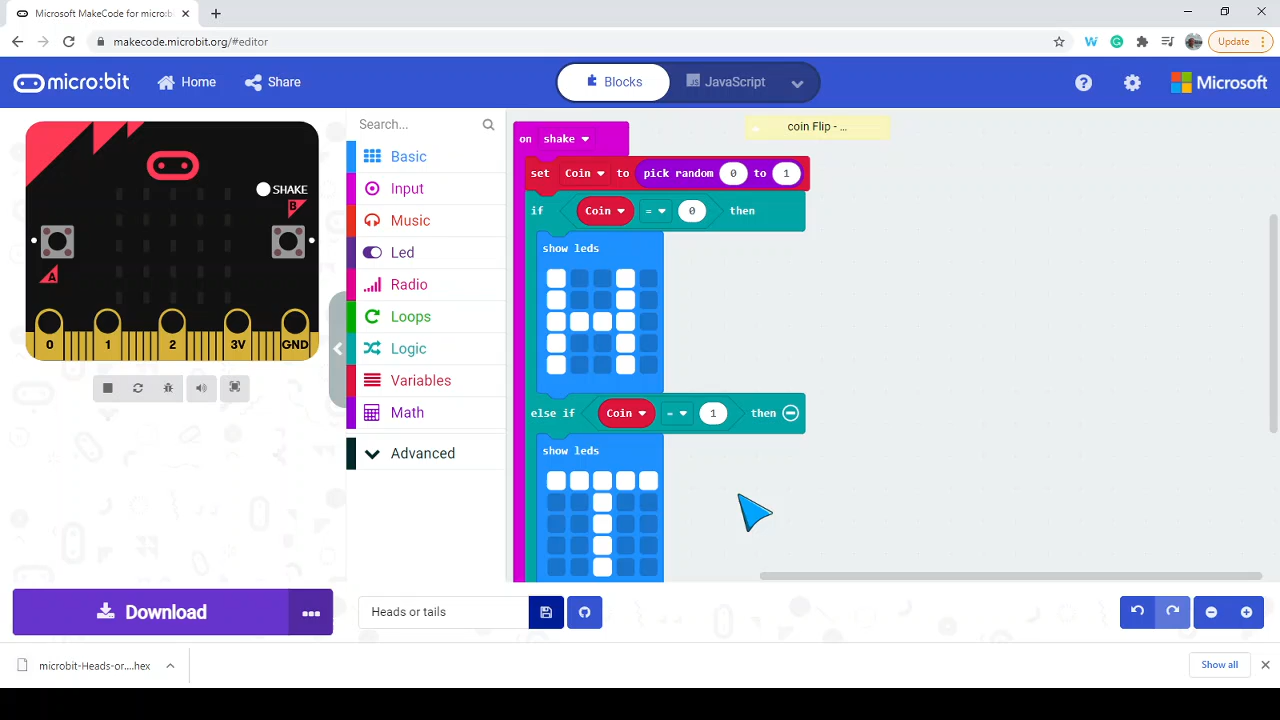 Microsoft MakeCode for micro:b
makecode.microbit.org/#editor
Update
micro:bit
Home
Share
Blocks
JS
JavaScript
?
Microsoft
SHAKE
B
A
0 1 2 3V GND
Search...
Basic
Input
Music
Led
Radio
Loops
Logic
Variables
Math
Advanced
coin Flip - ...
on shake
set Coin to pick random 0 to 1
if Coin = 0 then
show leds
else if Coin = 1 then
show leds
Download
Heads or tails
microbit-Heads-or....hex
Show all